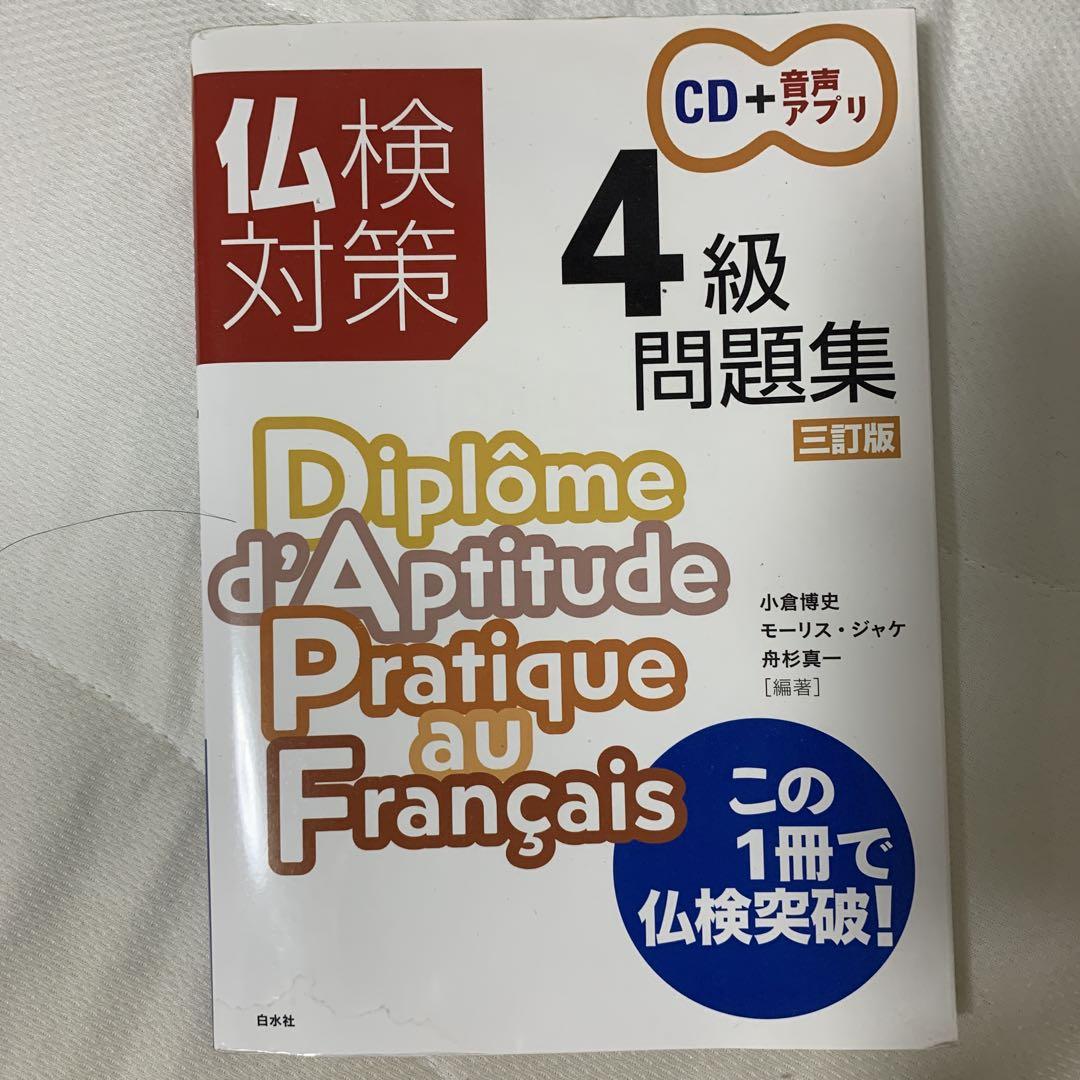 仏検
対策
CD+音声
アプリ
4級
問題集
三訂版
Diplôme
d'Aptitude
Pratique
au
Français
小倉博史
モーリス・ジャケ
舟杉真一
[編著]
この
1冊で
仏検突破!
白水社